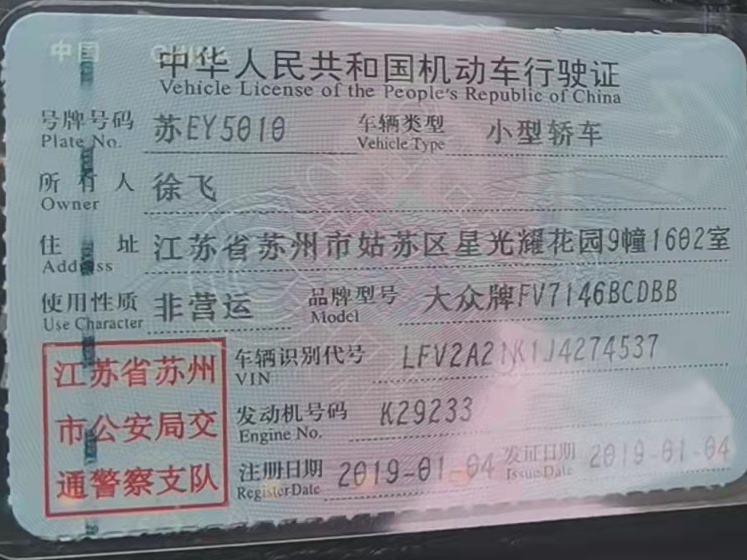 中国 CHINA
中华人民共和国机动车行驶证
Vehicle License of the People's Republic of China
号牌号码 苏EY5010 车辆类型 小型轿车
Plate No. Vehicle Type
所有人 徐飞
Owner
住址 江苏省苏州市姑苏区星光耀花园9幢1602室
Address
使用性质 非营运 品牌型号 大众牌FV7146BCDBB
Use Character Model
江苏省苏州
市公安局交
通警察支队
车辆识别代号 LFV2A21K1J4274537
VIN
发动机号码 K29233
Engine No.
注册日期 2019-01-04 发证日期 2019-01-04
Register Date Issue Date